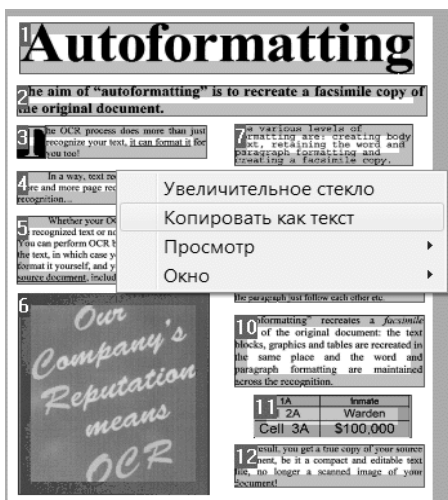 1
Autoformatting
2
he aim of “autoformatting” is to recreate a facsimile copy of
the original document.
3
he OCR process does more than just
recognize your text, it can format it for
you too!
4
In a way, text
re and more page
recognition...
5
Whether your
recognized text or
You can perform OCR
the text, in which case
format it yourself, and
source document,
6
Our
Company's
Reputation
means
OCR
7
e various levels of
rmatting are: creating body
xt, retaining the word and
paragraph formatting and
creating a facsimile copy.
Увеличительное стекло
Копировать как текст
Просмотр
Окно
the paragraph just follow each other etc.
10
oformatting” recreates a facsimile
of the original document: the text
blocks, graphics and tables are recreated in
the same place and the word and
paragraph formatting are maintained
across the recognition.
11
1A Inmate
2A Warden
Cell 3A $100,000
12
result, you get a true copy of your source
ment, be it a compact and editable text
file, no longer a scanned image of your
document!